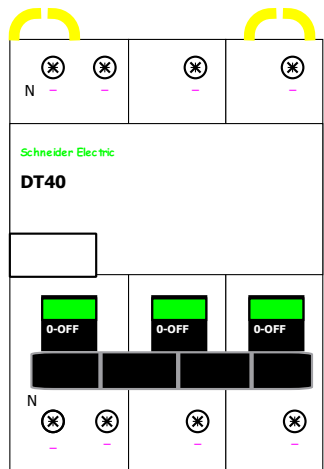 N
Schneider Electric
DT40
0-OFF 0-OFF 0-OFF
N